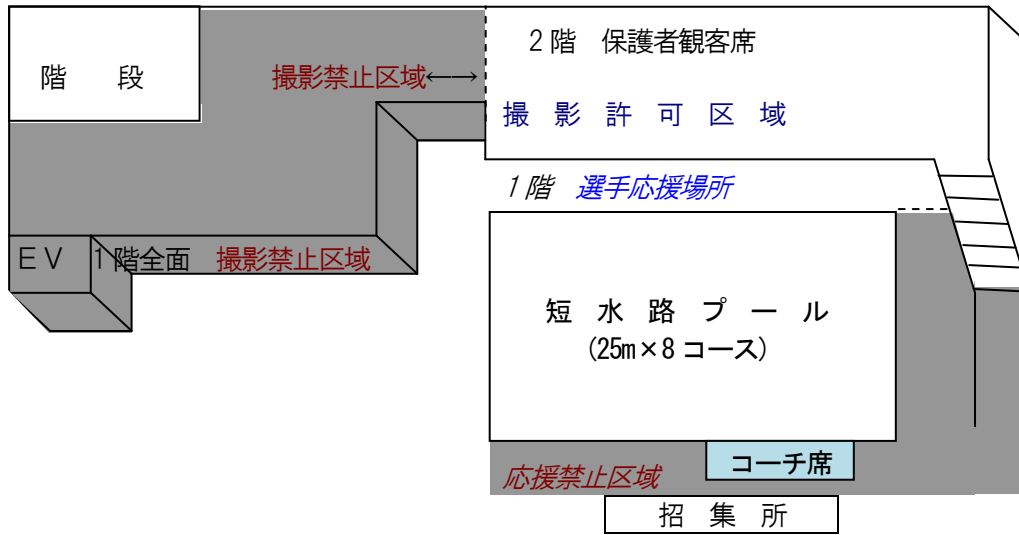 2階　保護者観客席
階　段
撮影禁止区域←→
撮　影　許　可　区　域
1階　選手応援場所
ＥＶ　1階全面　撮影禁止区域
短　水　路　プ　ー　ル
(25m×8コース)
コーチ席
応援禁止区域
招　集　所